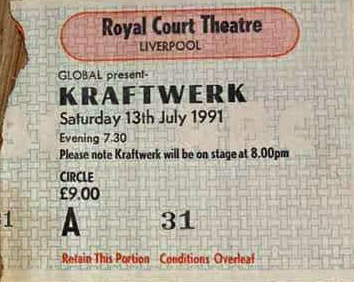 Royal Court Theatre
LIVERPOOL
GLOBAL present-
KRAFTWERK
Saturday 13th July 1991
Evening 7.30
Please note Kraftwerk will be on stage at 8.00pm
CIRCLE
£9.00
1 A 31
Retain This Portion Conditions Overleaf